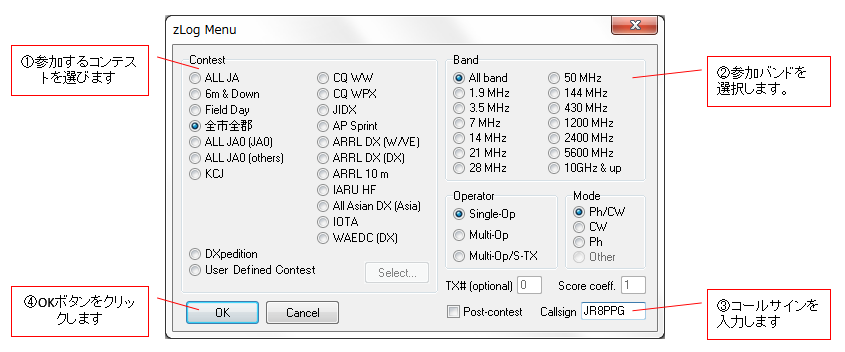 zLog Menu
①参加するコンテス
トを選びます
Contest
ALL JA
6m & Down
Field Day
全市全郡
ALL JA0 (JA0)
ALL JA0 (others)
KCJ
DXpedition
User Defined Contest
CQ WW
CQ WPX
JIDX
AP Sprint
ARRL DX (W/VE)
ARRL DX (DX)
ARRL 10 m
IARU HF
All Asian DX (Asia)
IOTA
WAEDC (DX)
Select...
Band
All band
1.9 MHz
3.5 MHz
7 MHz
14 MHz
21 MHz
28 MHz
50 MHz
144 MHz
430 MHz
1200 MHz
2400 MHz
5600 MHz
10GHz & up
②参加バンドを
選択します。
Operator
Single-Op
Multi-Op
Multi-Op/S-TX
Mode
Ph/CW
CW
Ph
Other
TX# (optional) 0
Score coeff. 1
④OKボタンをクリッ
クします
OK
Cancel
Post-contest
Callsign JR8PPG
③コールサインを
入力します